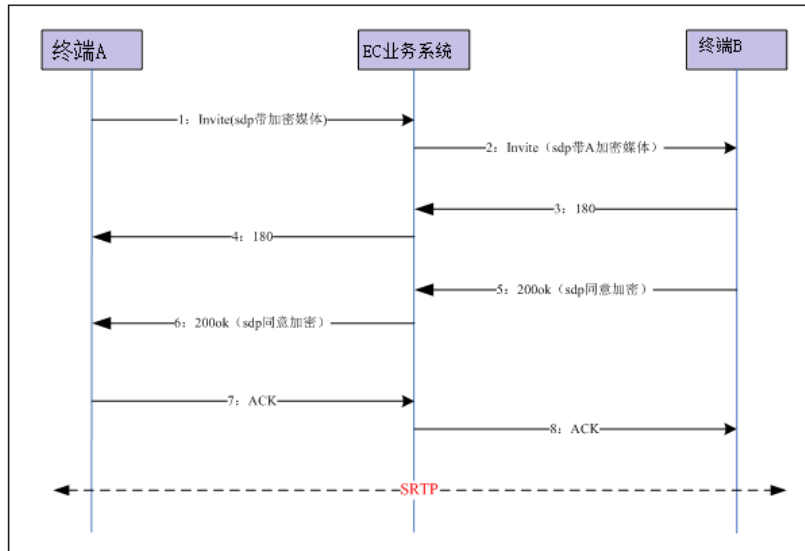 终端A
EC业务系统
终端B
1：Invite(sdp带加密媒体)
2：Invite（sdp带A加密媒体）
3：180
4：180
5：200ok（sdp同意加密）
6：200ok（sdp同意加密）
7：ACK
8：ACK
SRTP